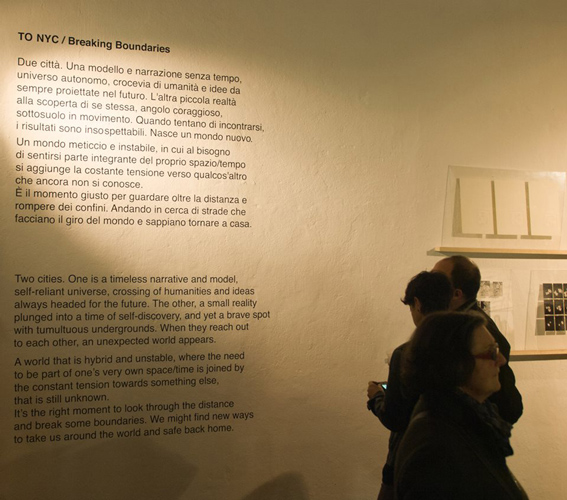 TO NYC / Breaking Boundaries
Due città. Una modello e narrazione senza tempo,
universo autonomo, crocevia di umanità e idee da
sempre proiettate nel futuro. L'altra piccola realtà
alla scoperta di se stessa, angolo coraggioso,
sottosuolo in movimento. Quando tentano di incontrarsi,
i risultati sono insospettabili. Nasce un mondo nuovo.
Un mondo meticcio e instabile, in cui al bisogno
di sentirsi parte integrante del proprio spazio/tempo
si aggiunge la costante tensione verso qualcos'altro
che ancora non si conosce.
È il momento giusto per guardare oltre la distanza e
rompere dei confini. Andando in cerca di strade che
facciano il giro del mondo e sappiano tornare a casa.
Two cities. One is a timeless narrative and model,
self-reliant universe, crossing of humanities and ideas
always headed for the future. The other, a small reality
plunged into a time of self-discovery, and yet a brave spot
with tumultuous undergrounds. When they reach out
to each other, an unexpected world appears.
A world that is hybrid and unstable, where the need
to be part of one's very own space/time is joined by
the constant tension towards something else,
that is still unknown.
It's the right moment to look through the distance
and break some boundaries. We might find new ways
to take us around the world and safe back home.